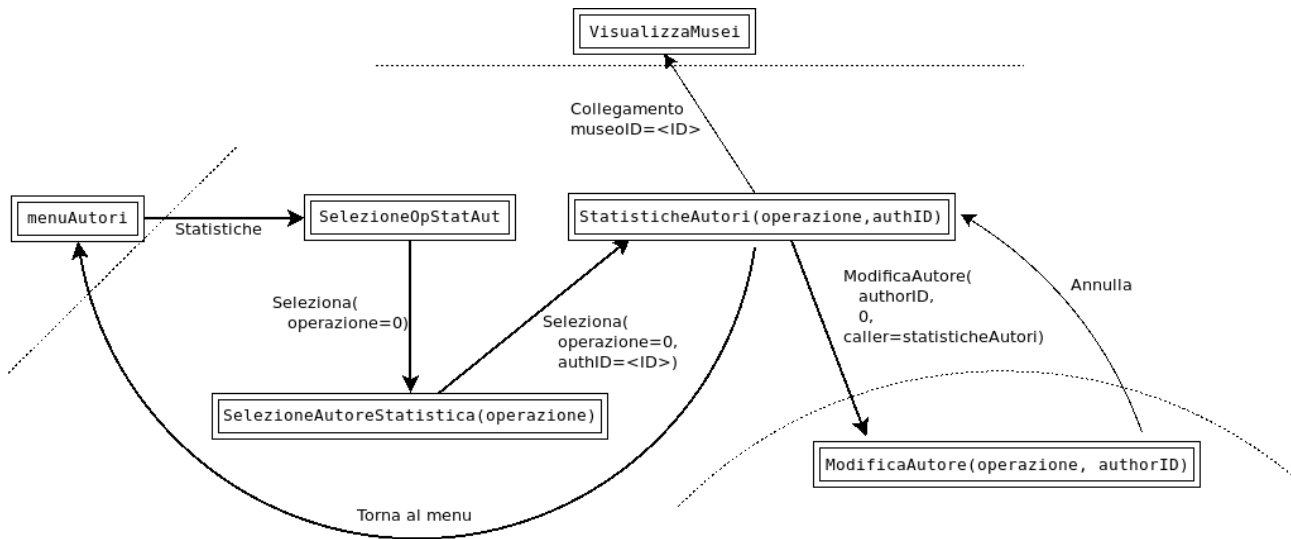 VisualizzaMusei
Collegamento
museoID=<ID>
menuAutori
Statistiche
SelezioneOpStatAut
StatisticheAutori(operazione,authID)
Seleziona(
operazione=0)
Seleziona(
operazione=0,
authID=<ID>)
ModificaAutore(
authorID,
0,
caller=statisticheAutori)
Annulla
SelezioneAutoreStatistica(operazione)
ModificaAutore(operazione, authorID)
Torna al menu